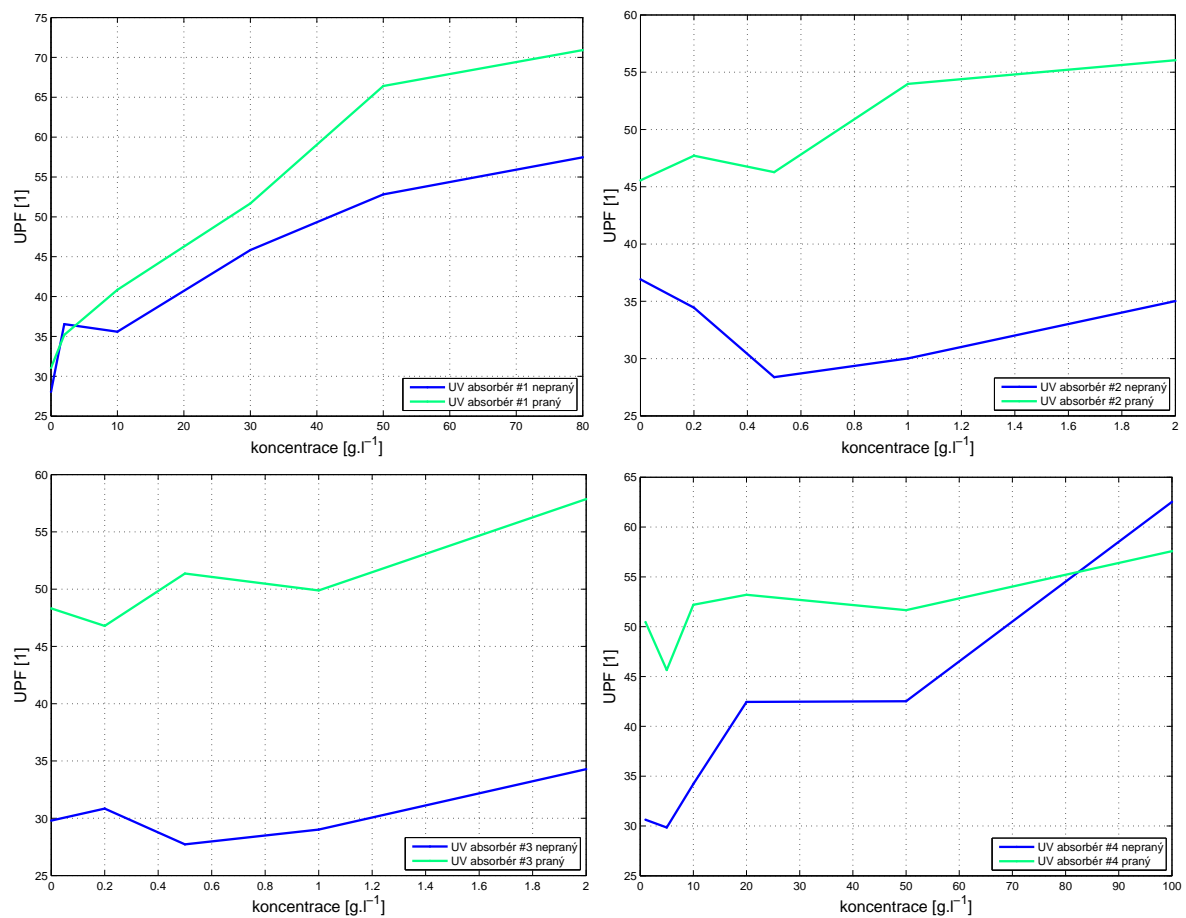 75
70
65
60
55
50
45
40
35
30
25
0 10 20 30 40 50 60 70 80
UPF [1]
koncentrace [g.l−1]
UV absorbér #1 nepraný
UV absorbér #1 praný
60
55
50
45
40
35
30
25
0 0.2 0.4 0.6 0.8 1 1.2 1.4 1.6 1.8 2
UPF [1]
koncentrace [g.l−1]
UV absorbér #2 nepraný
UV absorbér #2 praný
60
55
50
45
40
35
30
25
0 0.2 0.4 0.6 0.8 1 1.2 1.4 1.6 1.8 2
UPF [1]
koncentrace [g.l−1]
UV absorbér #3 nepraný
UV absorbér #3 praný
65
60
55
50
45
40
35
30
25
0 10 20 30 40 50 60 70 80 90 100
UPF [1]
koncentrace [g.l−1]
UV absorbér #4 nepraný
UV absorbér #4 praný